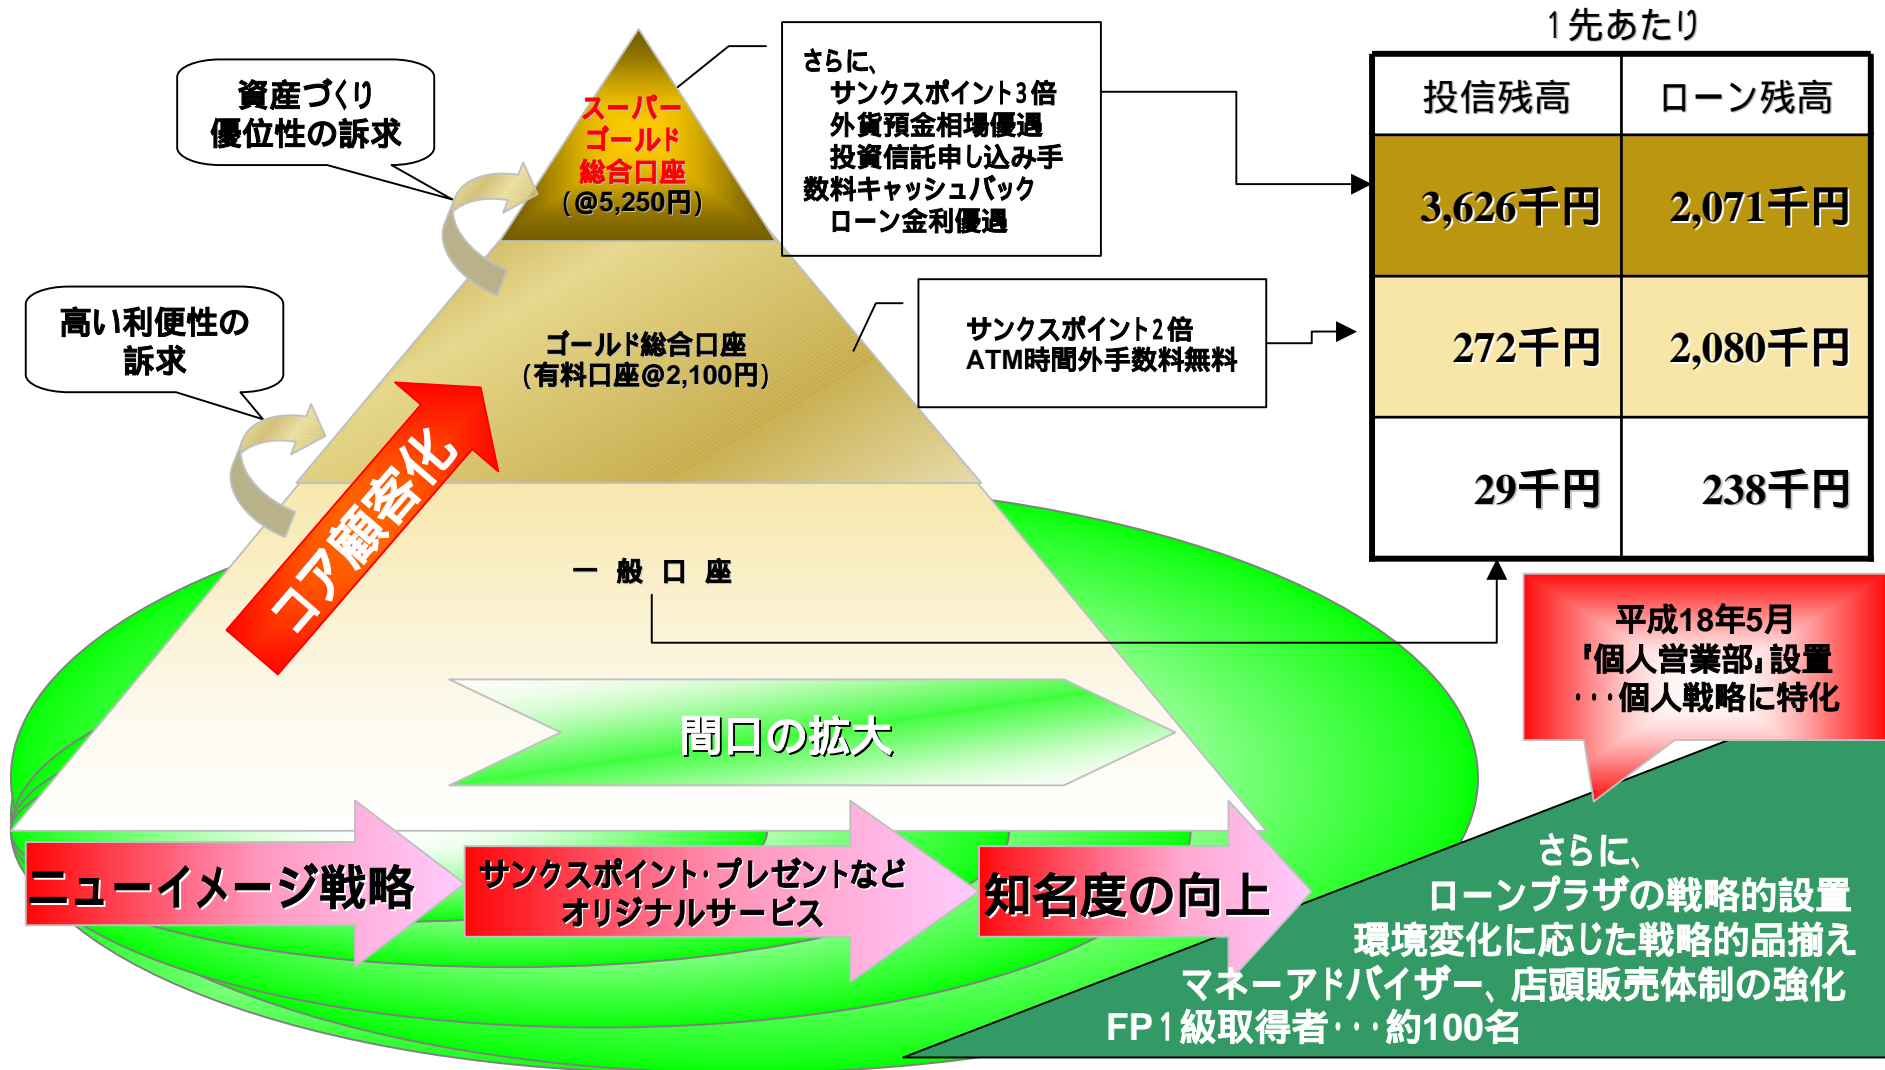 1先あたり
投信残高
ローン残高
3,626千円
2,071千円
272千円
2,080千円
29千円
238千円
さらに、
サンクスポイント3倍
外貨預金相場優遇
投資信託申し込み手
数料キャッシュバック
ローン金利優遇
資産づくり
優位性の訴求
スーパー
ゴールド
総合口座
(@5,250円)
高い利便性の
訴求
ゴールド総合口座
(有料口座@2,100円)
サンクスポイント2倍
ATM時間外手数料無料
コア顧客化
一 般 口 座
間口の拡大
平成18年5月
『個人営業部』設置
・・・個人戦略に特化
ニューイメージ戦略
サンクスポイント・プレゼントなど
オリジナルサービス
知名度の向上
さらに、
ローンプラザの戦略的設置
環境変化に応じた戦略的品揃え
マネーアドバイザー、店頭販売体制の強化
FP1級取得者・・・約100名